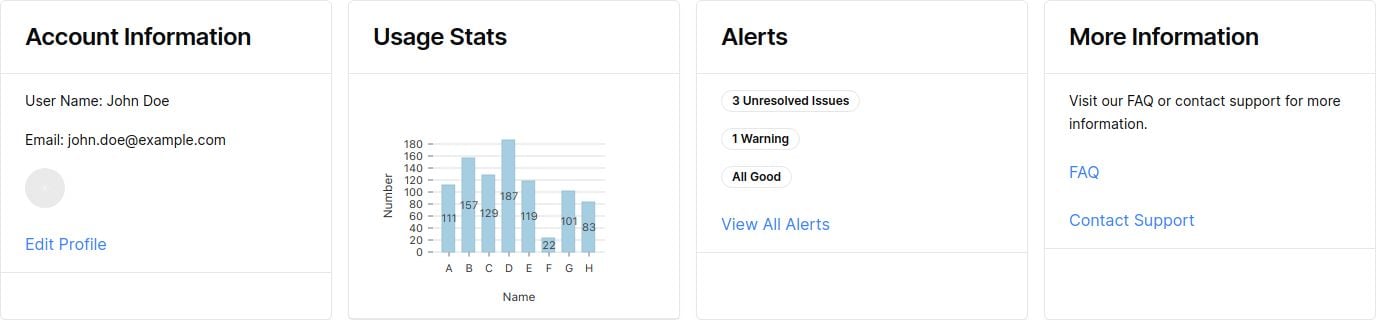 Account Information
User Name: John Doe
Email: john.doe@example.com
Edit Profile
Usage Stats
Number
180
160
140
120
100
80
60
40
20
0
111
157
129
187
119
22
101
83
A B C D E F G H
Name
Alerts
3 Unresolved Issues
1 Warning
All Good
View All Alerts
More Information
Visit our FAQ or contact support for more
information.
FAQ
Contact Support